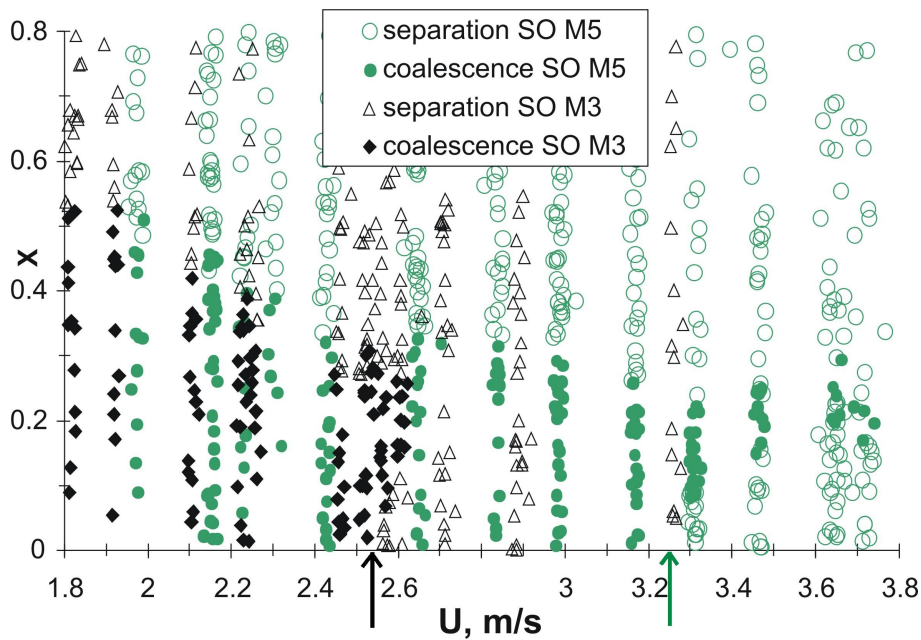 separation SO M5
coalescence SO M5
separation SO M3
coalescence SO M3
0.8
0.6
0.4
0.2
0
X
1.8 2 2.2 2.4 2.6 3 3.2 3.4 3.6 3.8
U, m/s